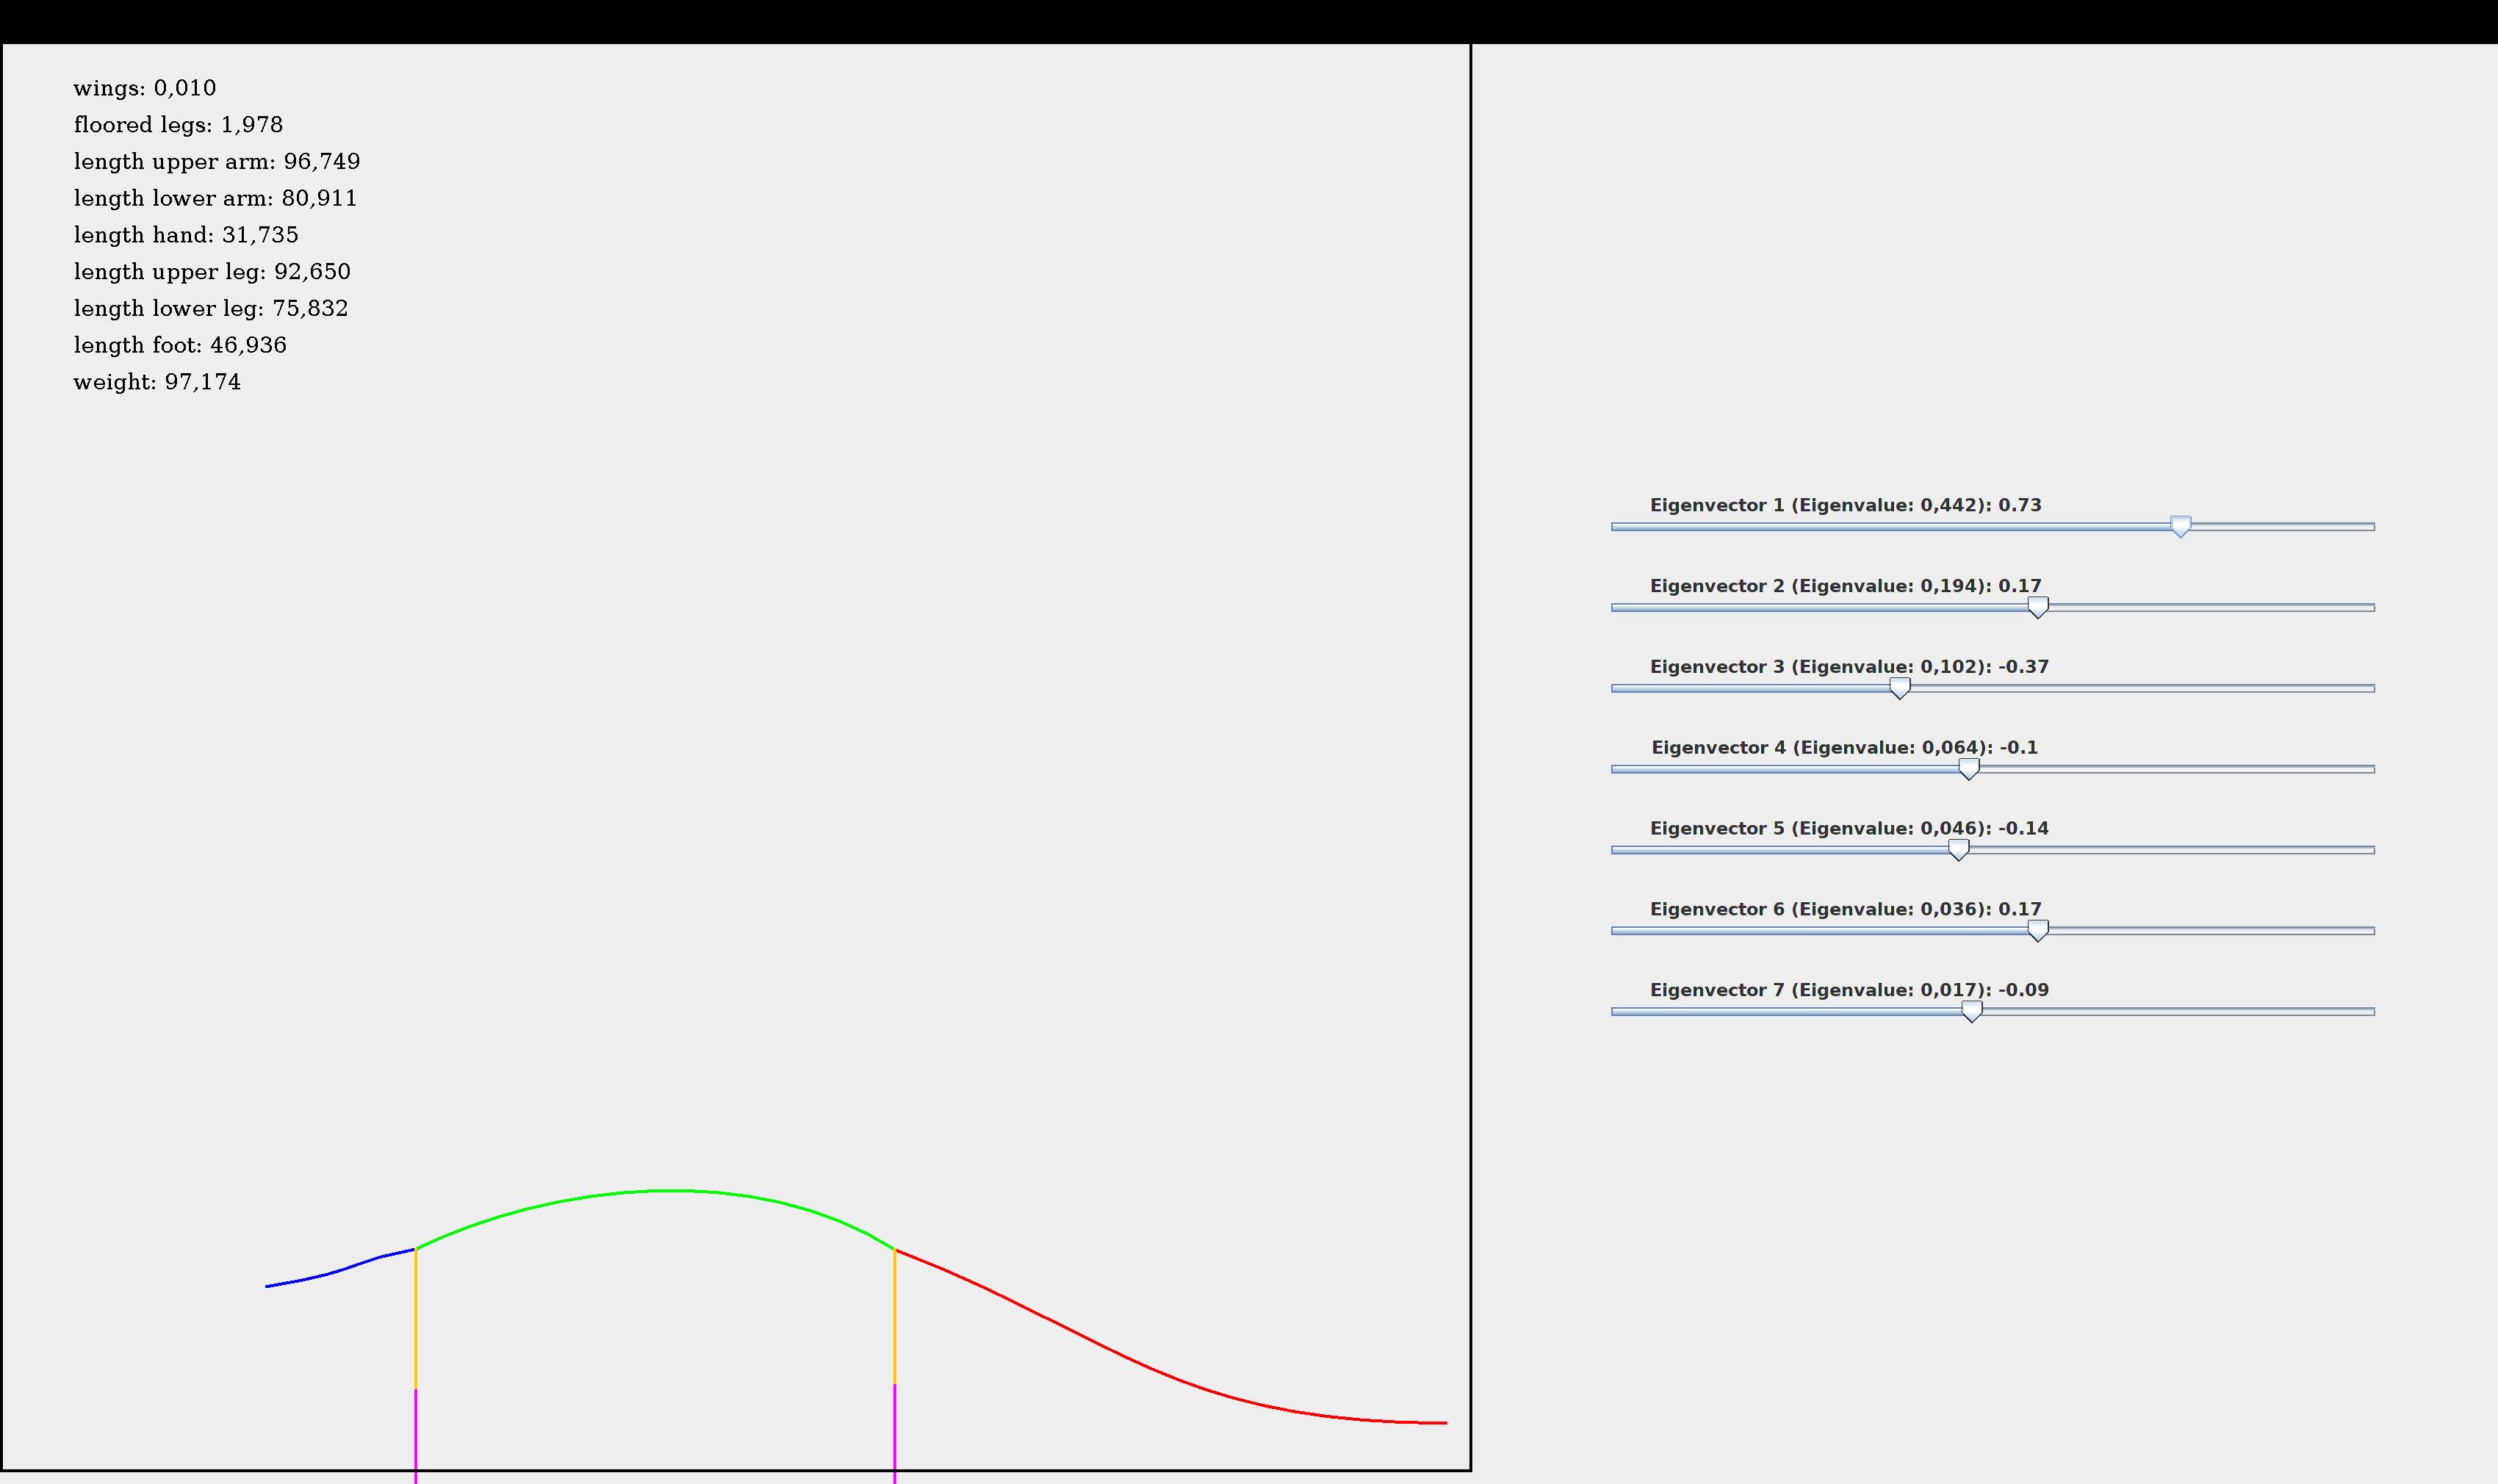 wings: 0,010
floored legs: 1,978
length upper arm: 96,749
length lower arm: 80,911
length hand: 31,735
length upper leg: 92,650
length lower leg: 75,832
length foot: 46,936
weight: 97,174
Eigenvector 1 (Eigenvalue: 0,442): 0.73
Eigenvector 2 (Eigenvalue: 0,194): 0.17
Eigenvector 3 (Eigenvalue: 0,102): -0.37
Eigenvector 4 (Eigenvalue: 0,064): -0.1
Eigenvector 5 (Eigenvalue: 0,046): -0.14
Eigenvector 6 (Eigenvalue: 0,036): 0.17
Eigenvector 7 (Eigenvalue: 0,017): -0.09